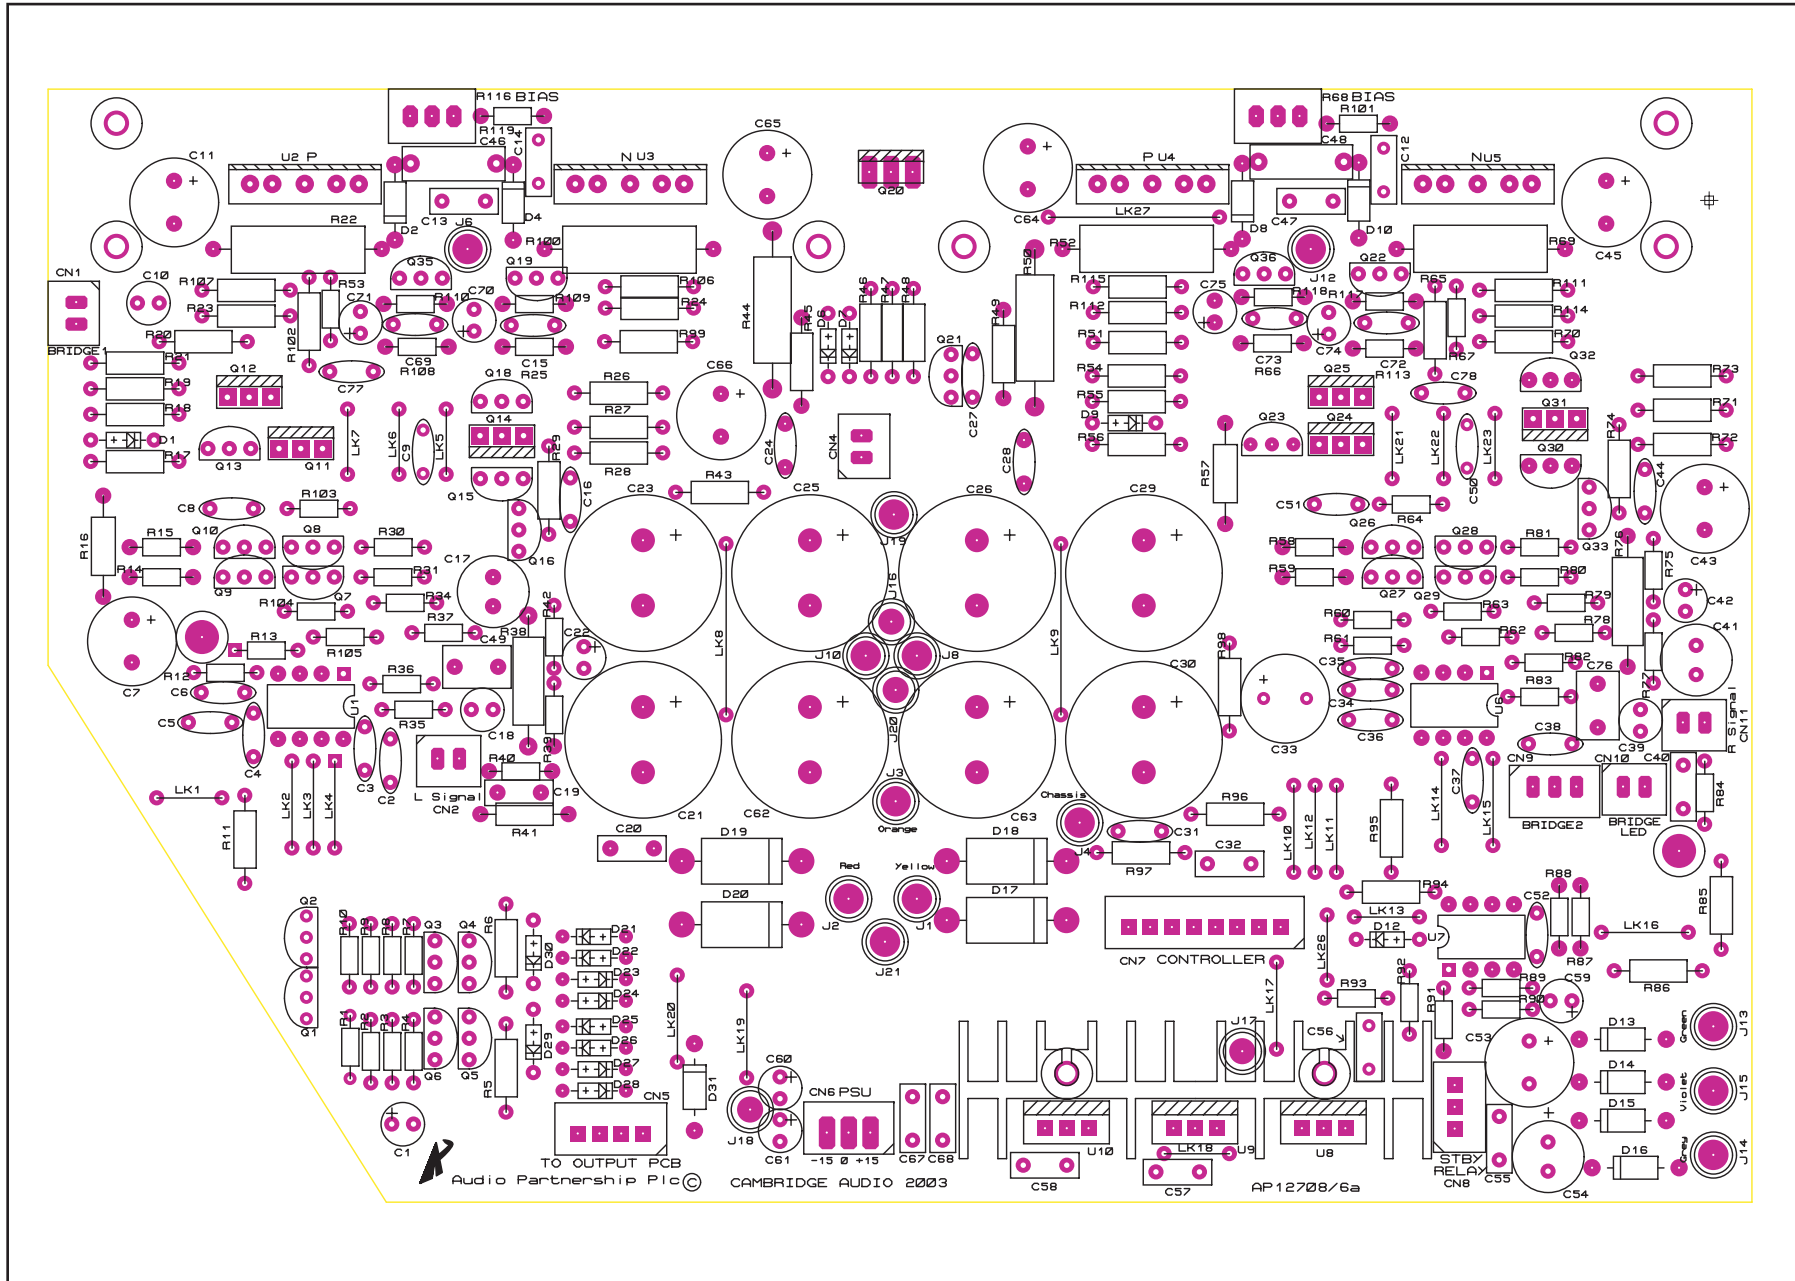 R116 BIAS
R119
C46
C14
C65
R68 BIAS
R101
C48
C12
C11
U2 P
N U3
Q20
C64
P U4
NU5
C45
C13
J6
D4
D2
R22
R100
LK27
C47
D8
D10
R52
R69
CN1
C10
R107
R23
R20
R53
R102
C71
Q35
R110
C70
Q19
R109
R106
R24
R99
R44
R45
D6
D7
R46
R47
R48
R49
R50
R115
R112
R51
C75
Q36
R118
J12
R117
Q22
R65
R67
R111
R114
R70
BRIDGE1
R21
R19
R18
D1
R17
Q12
C77
C69
R108
C15
R25
Q18
Q14
Q15
Q13
Q11
LK7
LK6
C9
LK5
R26
R27
R28
R29
C16
C66
C24
CN4
Q21
C27
C28
R54
R55
D9
R56
R57
C73
R66
C74
C72
R113
Q25
Q24
Q23
C78
LK21
LK22
C50
LK23
Q32
Q31
Q30
R73
R71
R72
R74
C44
R43
C23
C25
C26
C29
R16
C8
R103
R15
Q10
Q8
R30
R14
Q9
Q7
R31
R104
R34
C17
Q16
J19
J16
C51
R64
Q26
Q28
R81
Q33
R76
R75
C43
R58
R59
Q27
Q29
R80
R79
C42
R63
R60
R61
R62
R78
C41
C7
R13
R105
R12
C6
C5
C4
U1
R37
R36
R35
C49
R38
R42
C22
C18
R39
LK8
J10
J8
J20
LK9
C30
R98
C33
C35
C34
C36
U6
R82
R83
C76
R77
C38
C39
R Signal
CN11
LK1
R11
LK2
LK3
LK4
C3
C2
L Signal
CN2
R40
C19
R41
C21
C62
J3
Orange
C63
Chassis
J4
R96
C31
R97
C32
LK10
LK12
LK11
R95
LK14
C37
LK15
CN9
BRIDGE2
CN10
BRIDGE
LED
C40
R84
C20
D19
D20
Red
J2
Yellow
J1
J21
D18
D17
CN7 CONTROLLER
R94
LK13
D12
U7
C52
R88
R87
LK16
R85
R86
Q2
Q1
R10
R9
R8
R7
Q3
Q4
R6
D30
D21
D22
D23
D24
R1
R2
R3
R4
Q6
Q5
R5
D29
D25
D26
D27
D28
LK20
LK19
D31
LK17
LK26
R93
R92
R91
R89
R90
C59
J17
C56
C53
D13
D14
D15
D16
Green
J13
Violet
J15
Grey
J14
C1
CN5
TO OUTPUT PCB
J18
C60
C61
CN6 PSU
-15 0 +15
C67
C68
U10
C58
LK18
U9
C57
U8
STBY
RELAY
CN8
C55
C54
Audio Partnership Plc ©
CAMBRIDGE AUDIO 2003
AP12708/6a